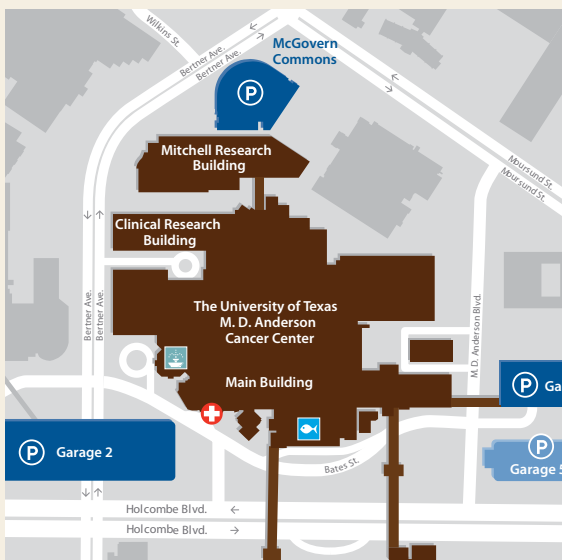 Wilkins St.
Bertner Ave.
Bertner Ave.
McGovern
Commons
P
Mitchell Research
Building
Moursund St.
Moursund St.
Clinical Research
Building
The University of Texas
M. D. Anderson
Cancer Center
Bertner Ave.
Bertner Ave.
M. D. Anderson Blvd.
Main Building
P Ga
P Garage 2
P
Garage 5
Bates St.
Holcombe Blvd.
Holcombe Blvd.